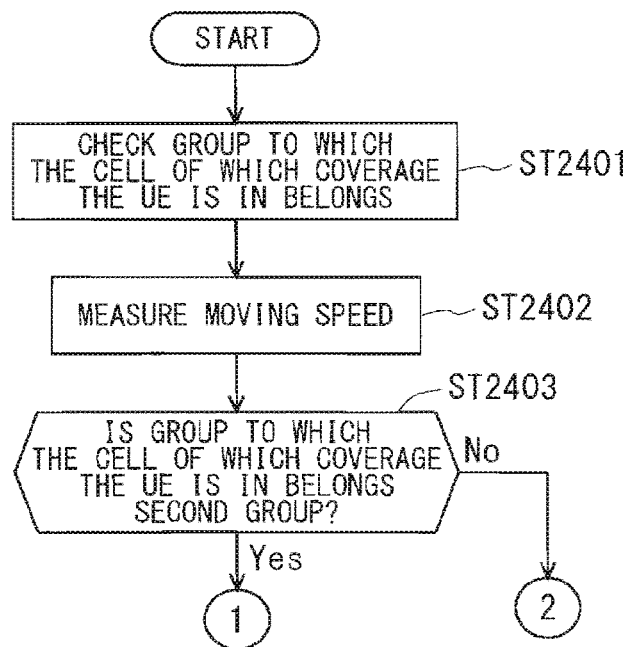 START
CHECK GROUP TO WHICH
THE CELL OF WHICH COVERAGE
THE UE IS IN BELONGS
ST2401
MEASURE MOVING SPEED
ST2402
ST2403
IS GROUP TO WHICH
THE CELL OF WHICH COVERAGE
THE UE IS IN BELONGS
SECOND GROUP?
No
Yes
1
2